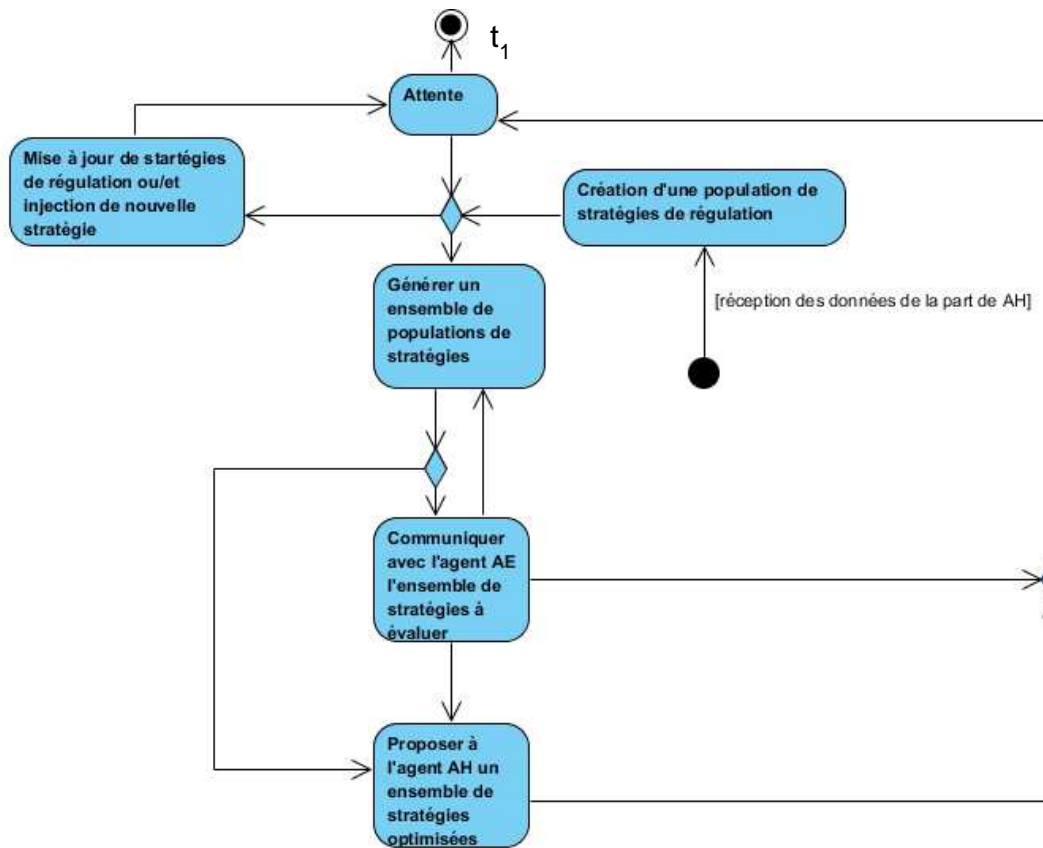 t1
Attente
Mise à jour de startégies
de régulation ou/et
injection de nouvelle
stratègie
Création d'une population de
stratégies de régulation
Générer un
ensemble de
populations de
stratégies
[réception des données de la part de AH]
Communiquer
avec l'agent AE
l'ensemble de
stratégies à
évaluer
Proposer à
l'agent AH un
ensemble de
stratégies
optimisées